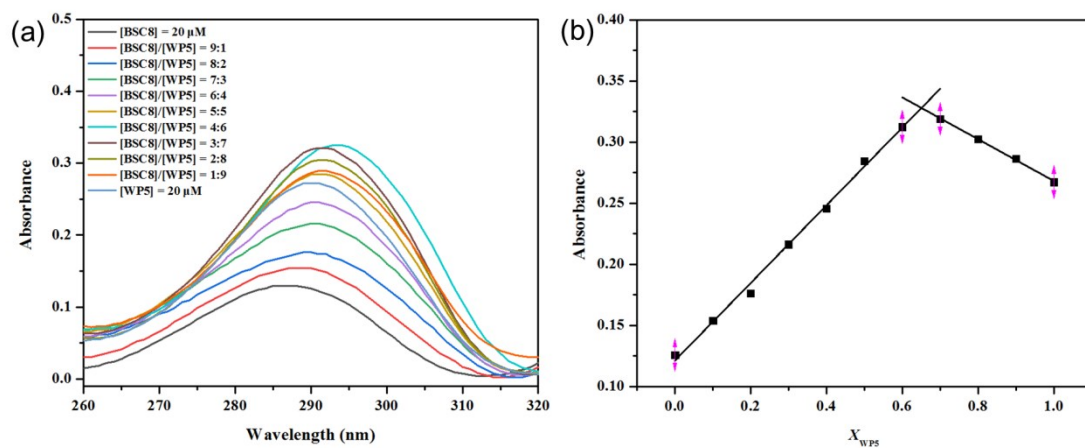 (a)
0.5
0.4
0.3
0.2
0.1
0.0
Absorbance
[BSC8] = 20 µM
[BSC8]/[WP5] = 9:1
[BSC8]/[WP5] = 8:2
[BSC8]/[WP5] = 7:3
[BSC8]/[WP5] = 6:4
[BSC8]/[WP5] = 5:5
[BSC8]/[WP5] = 4:6
[BSC8]/[WP5] = 3:7
[BSC8]/[WP5] = 2:8
[BSC8]/[WP5] = 1:9
[WP5] = 20 µM
260 270 280 290 300 310 320
Wavelength (nm)
(b)
0.40
0.35
0.30
0.25
0.20
0.15
0.10
Absorbance
0.0 0.2 0.4 0.6 0.8 1.0
XWP5